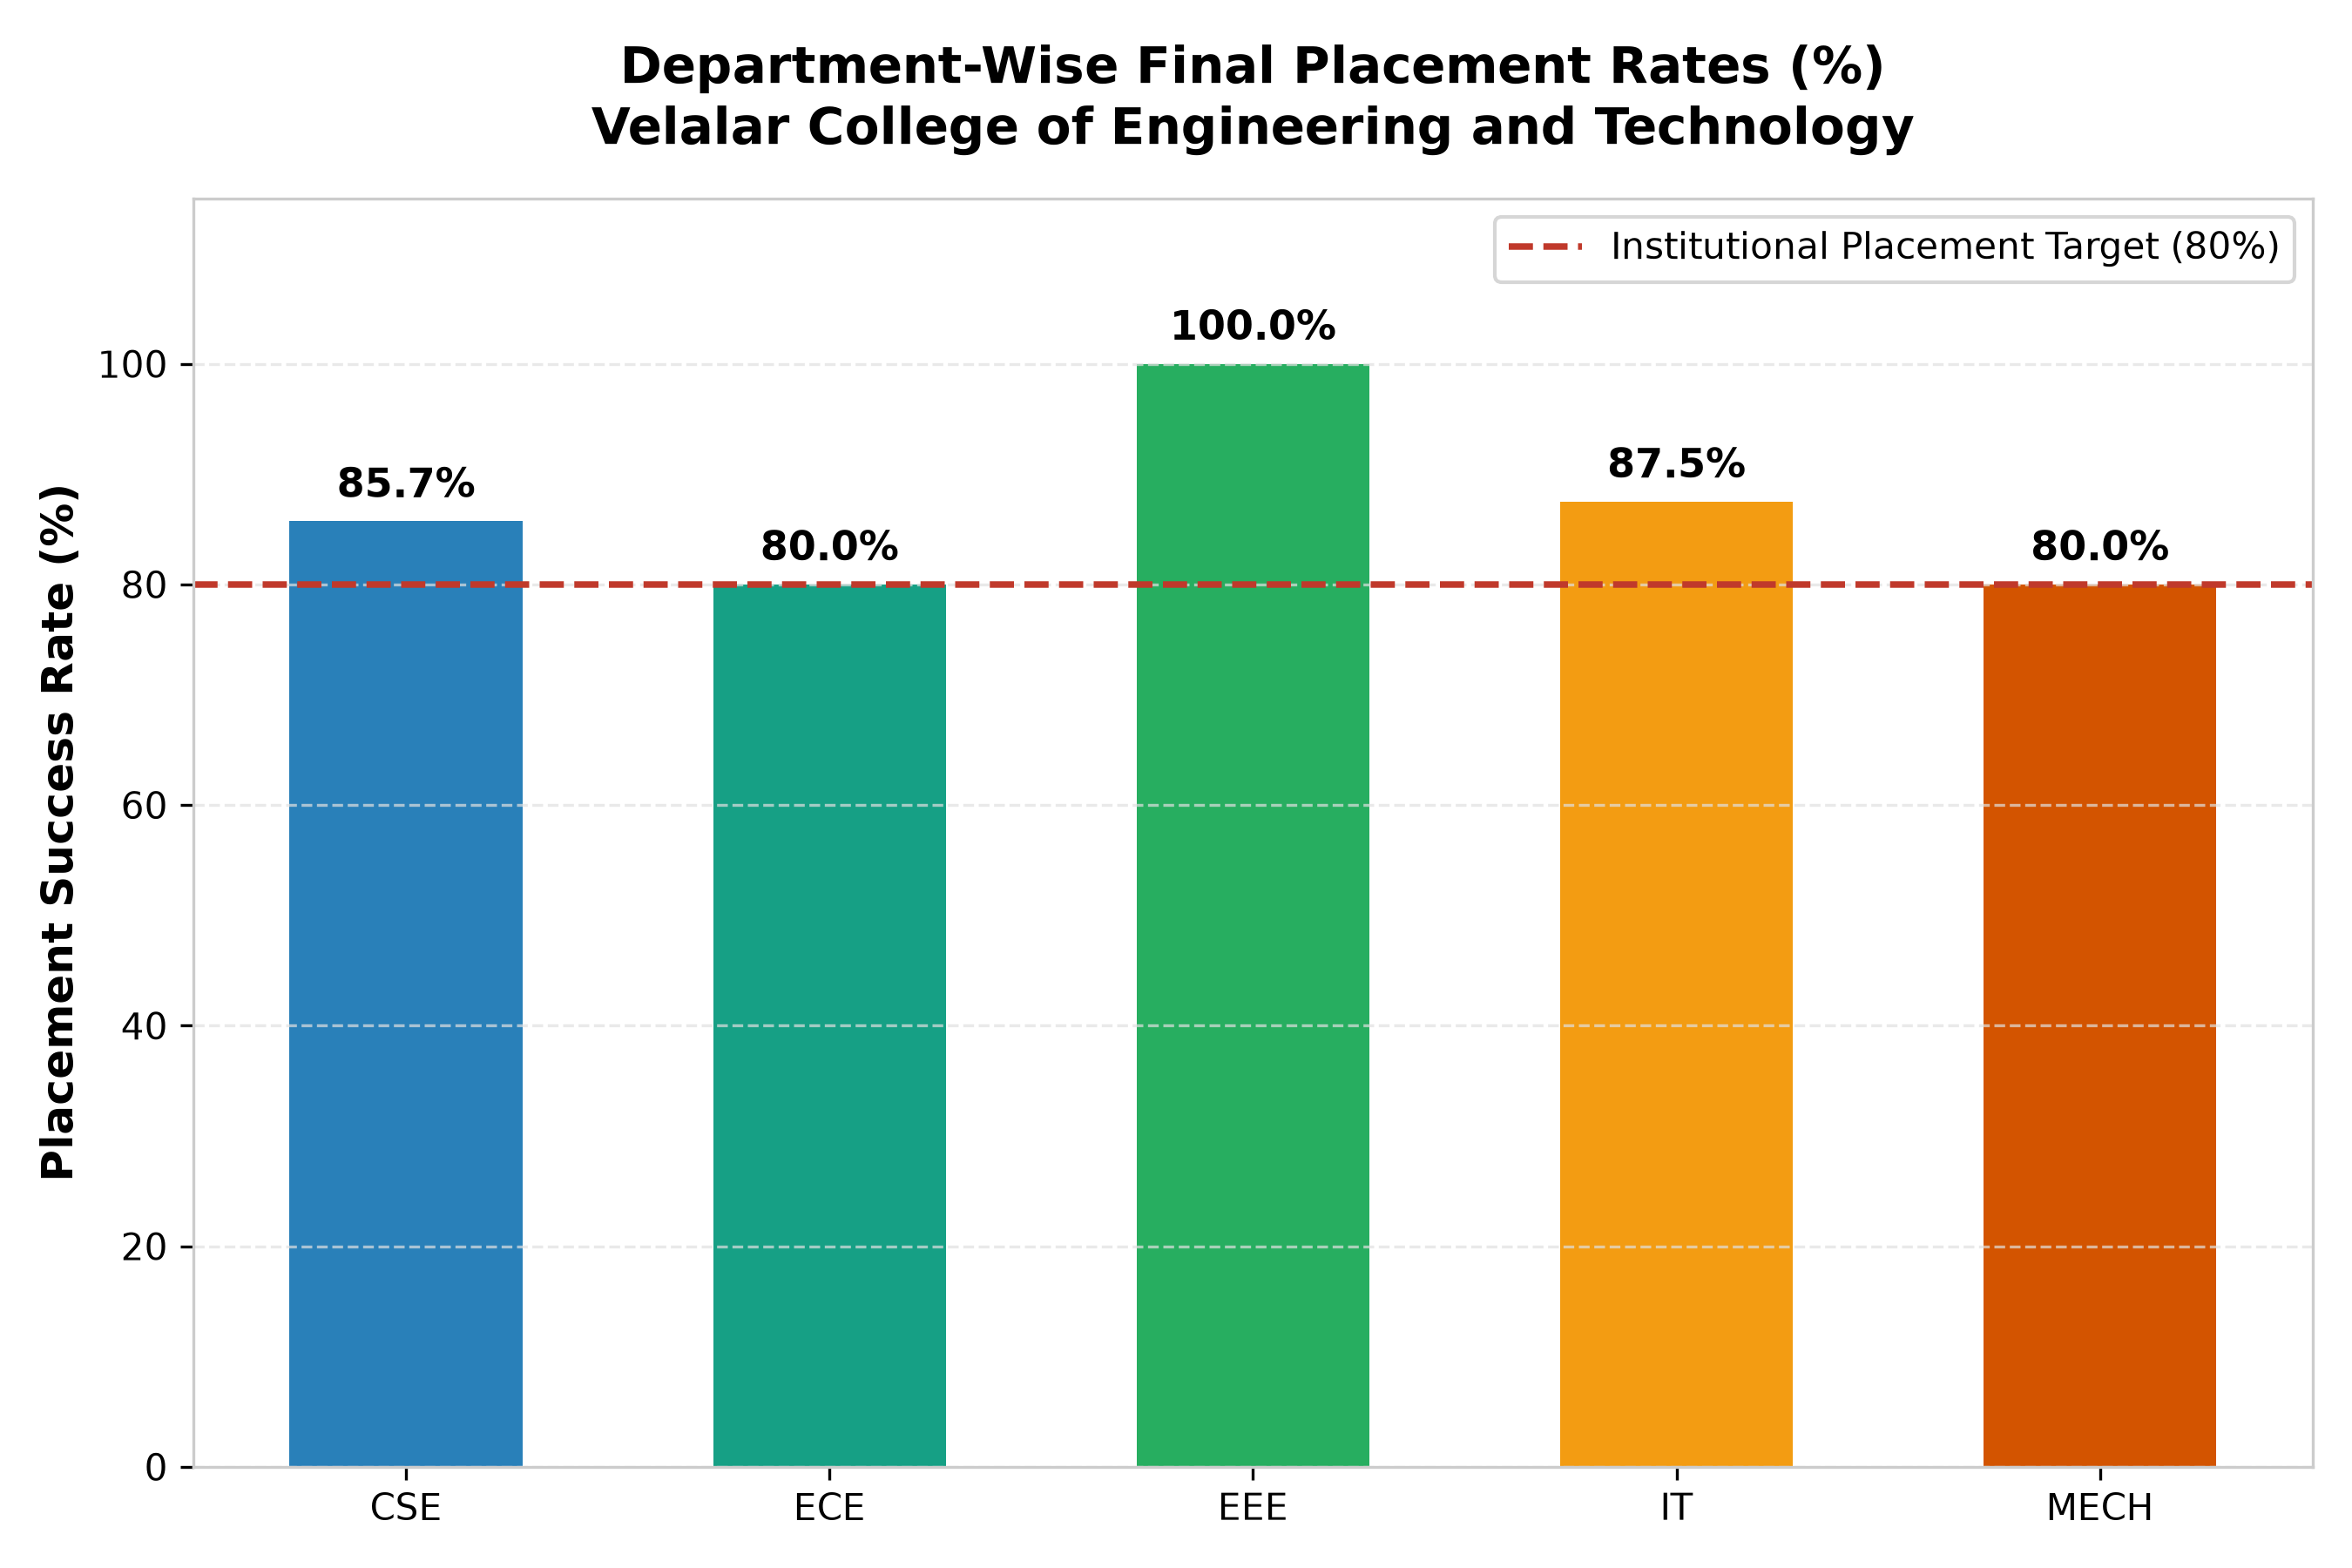 Department-Wise Final Placement Rates (%)
Velalar College of Engineering and Technology
Institutional Placement Target (80%)
Placement Success Rate (%)
100
80
60
40
20
0
85.7%
80.0%
100.0%
87.5%
80.0%
CSE
ECE
EEE
IT
MECH